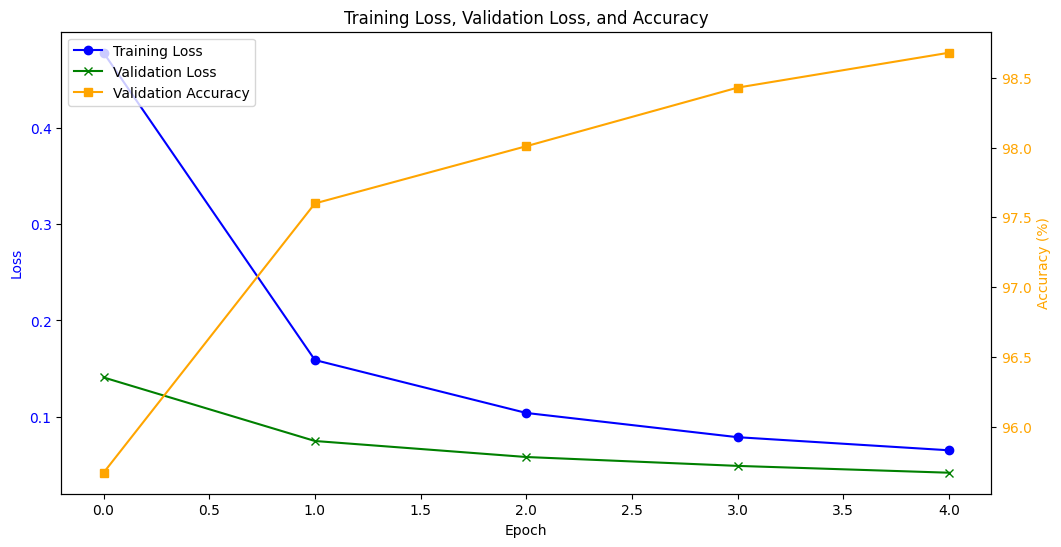 Training Loss, Validation Loss, and Accuracy
Training Loss
Validation Loss
Validation Accuracy
0.4
0.3
0.2
0.1
Loss
98.5
98.0
97.5
97.0
96.5
96.0
Accuracy (%)
0.0 0.5 1.0 1.5 2.0 2.5 3.0 3.5 4.0
Epoch